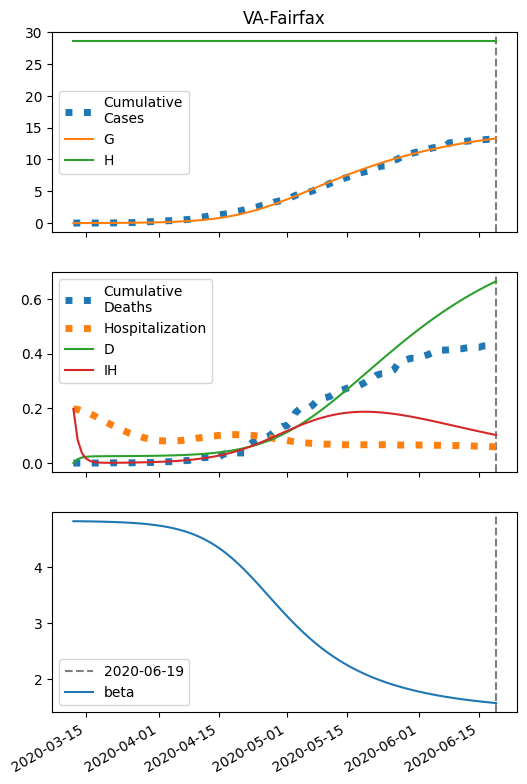 VA-Fairfax
30
25
20
15
10
5
0
Cumulative
Cases
G
H
0.6
0.4
0.2
0.0
Cumulative
Deaths
Hospitalization
D
IH
4
3
2
2020-06-19
beta
2020-03-15
2020-04-01
2020-04-15
2020-05-01
2020-05-15
2020-06-01
2020-06-15